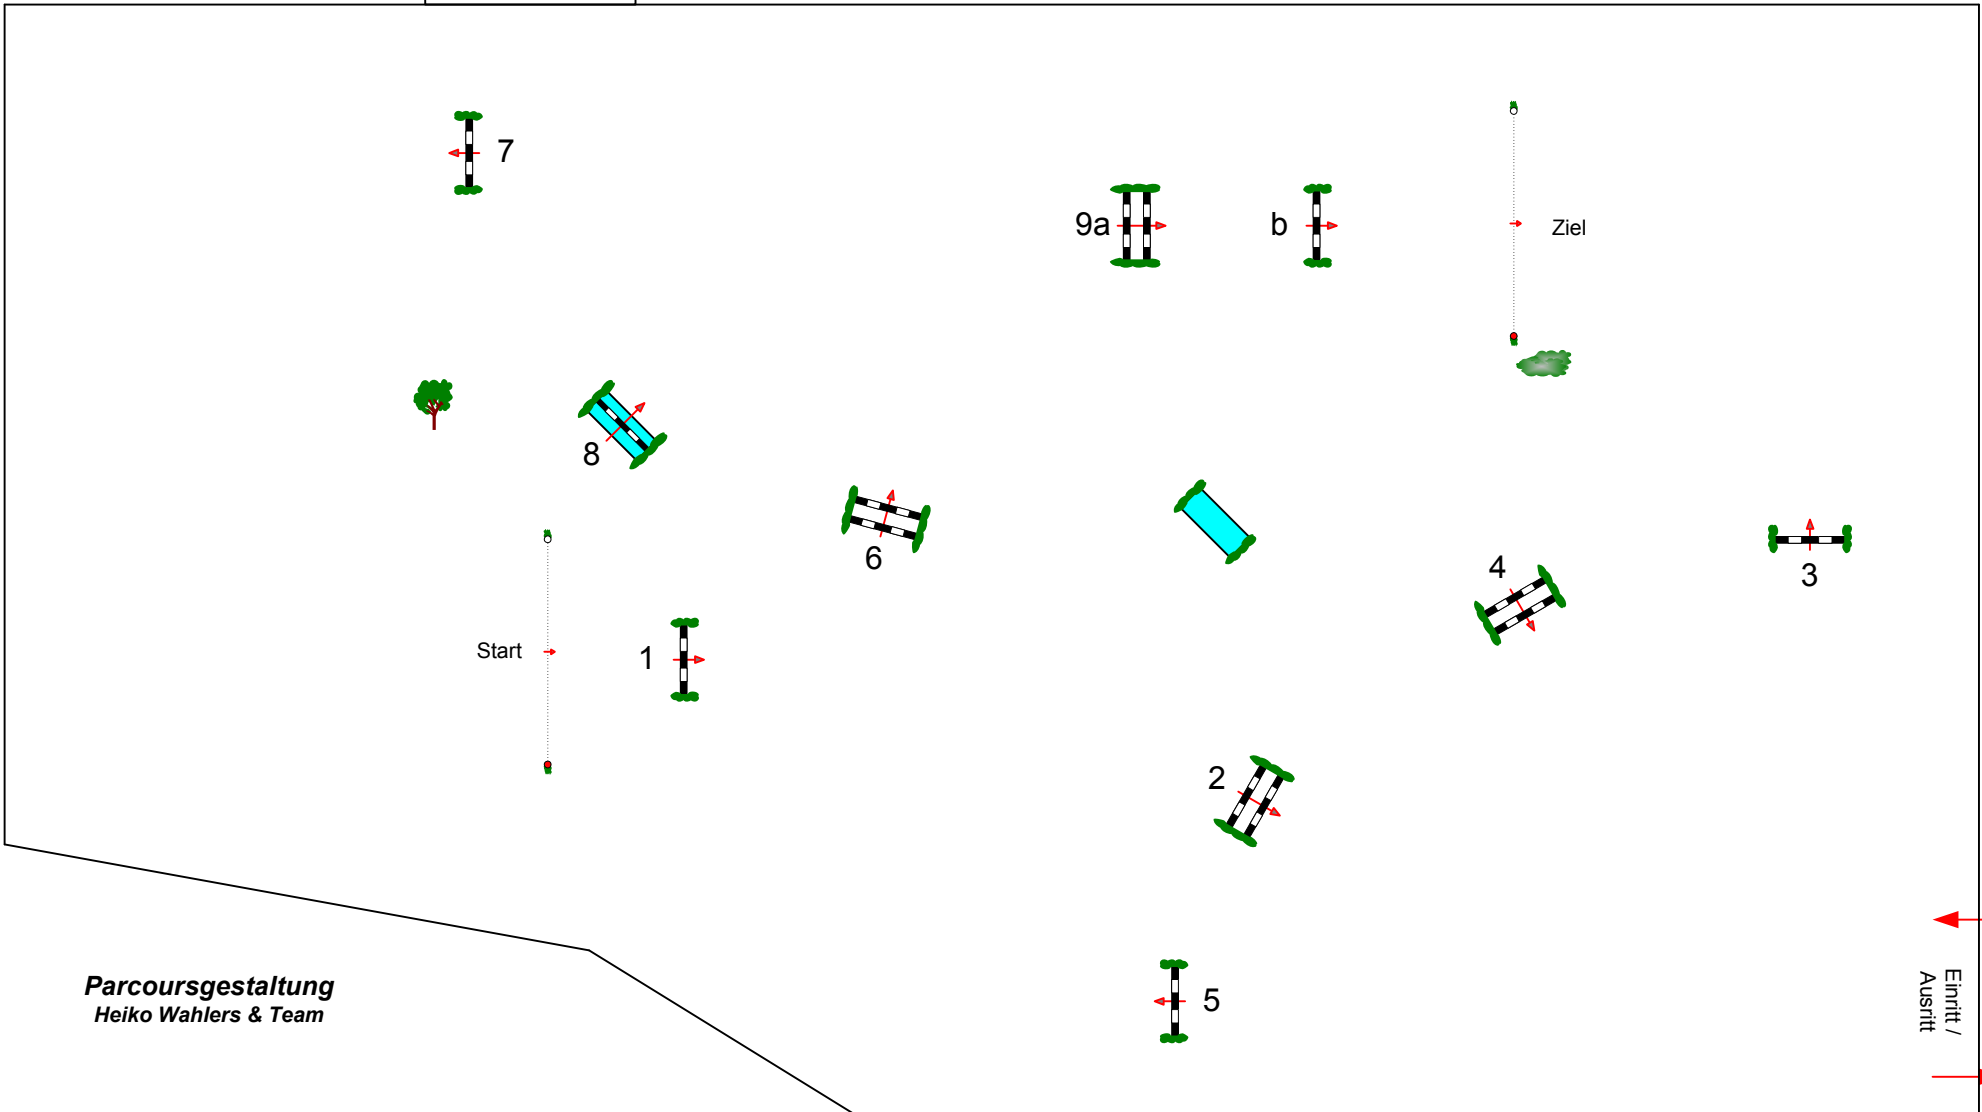 7
9a
b
Ziel
8
6
4
3
Start
1
2
5
Parcoursgestaltung
Heiko Wahlers & Team
Einritt /
Ausritt